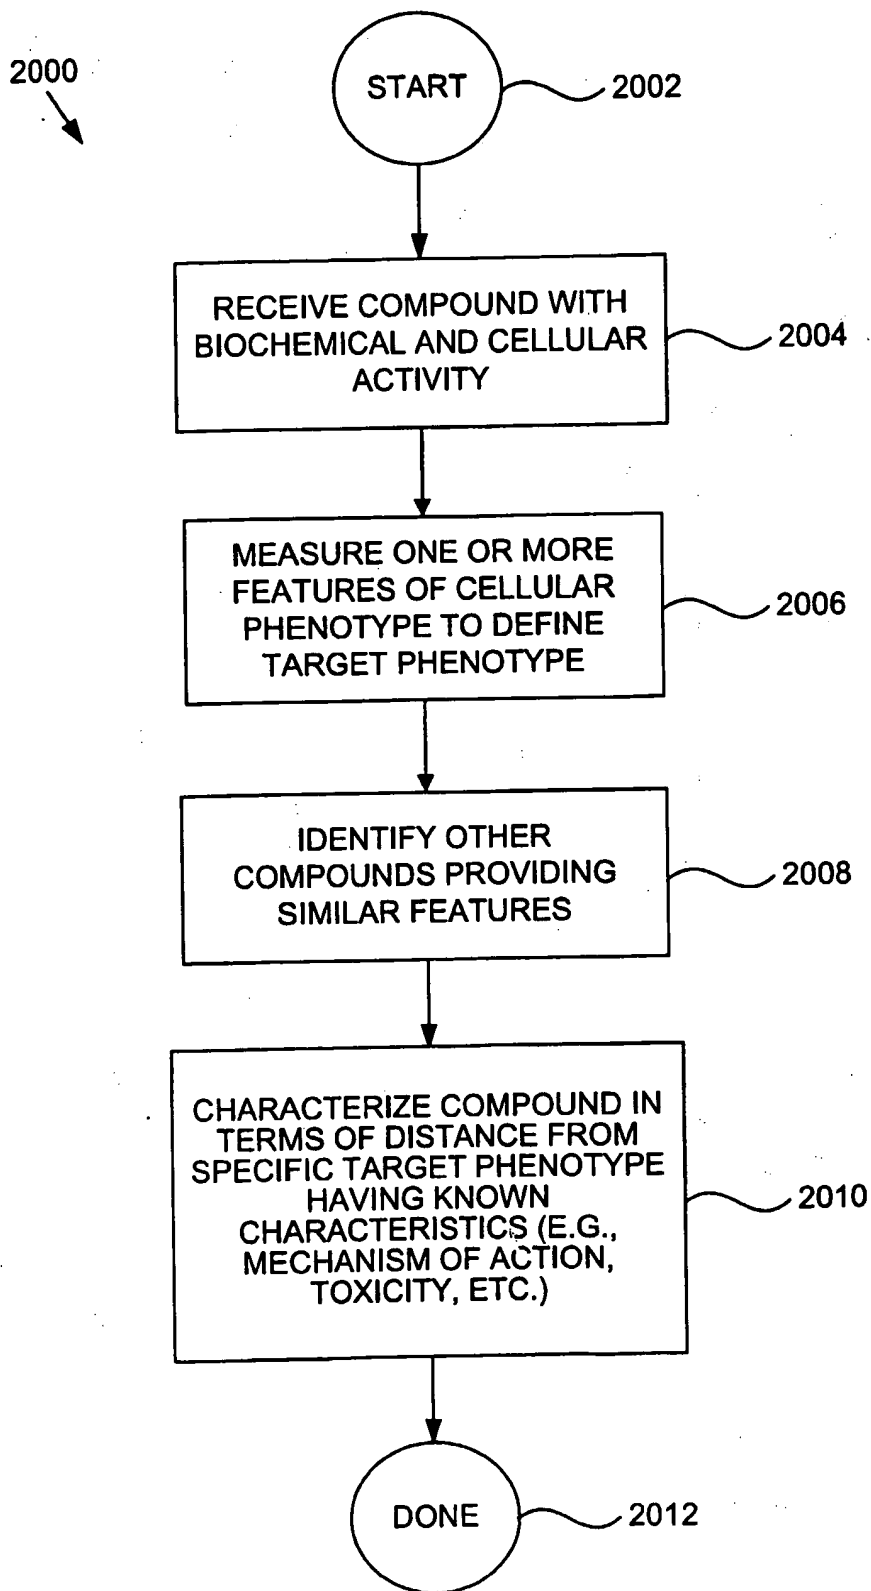 2000
START
2002
RECEIVE COMPOUND WITH
BIOCHEMICAL AND CELLULAR
ACTIVITY
2004
MEASURE ONE OR MORE
FEATURES OF CELLULAR
PHENOTYPE TO DEFINE
TARGET PHENOTYPE
2006
IDENTIFY OTHER
COMPOUNDS PROVIDING
SIMILAR FEATURES
2008
CHARACTERIZE COMPOUND IN
TERMS OF DISTANCE FROM
SPECIFIC TARGET PHENOTYPE
HAVING KNOWN
CHARACTERISTICS (E.G.,
MECHANISM OF ACTION,
TOXICITY, ETC.)
2010
DONE
2012